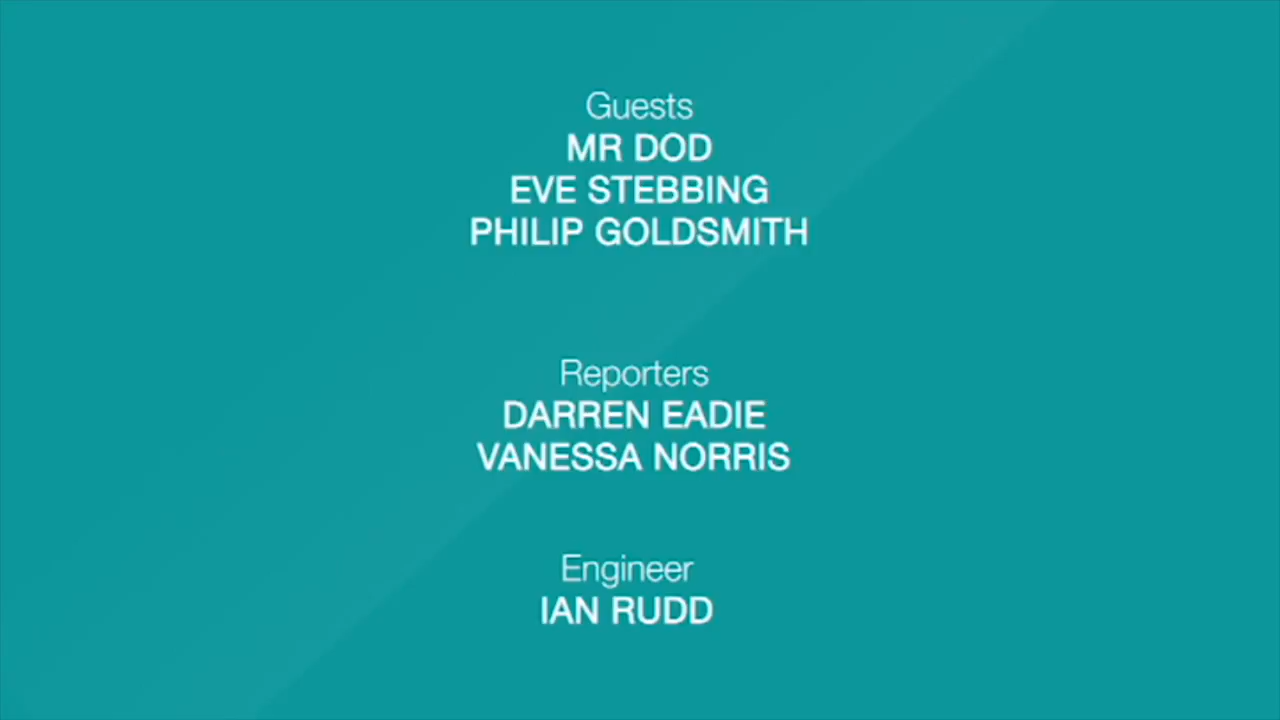 Guests
MR DOD
EVE STEBBING
PHILIP GOLDSMITH
Reporters
DARREN EADIE
VANESSA NORRIS
Engineer
IAN RUDD